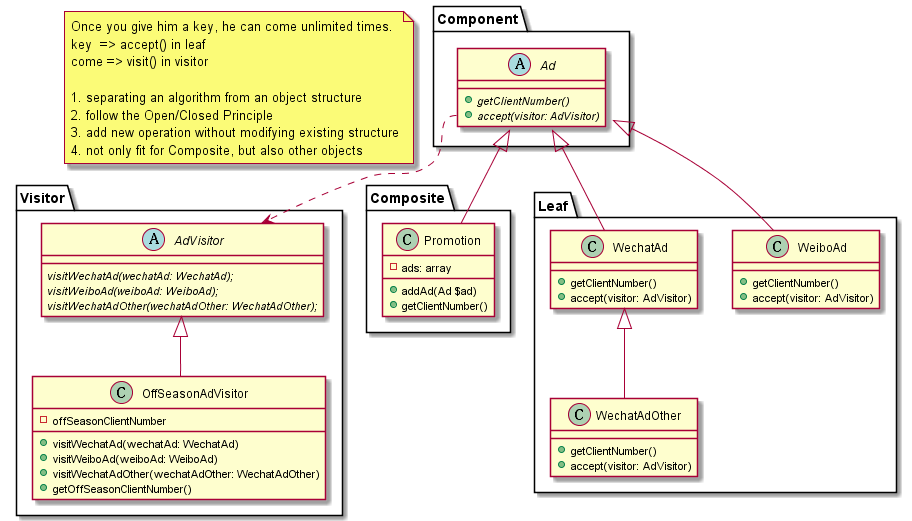 Once you give him a key, he can come unlimited times.
key => accept() in leaf
come => visit() in visitor
1. separating an algorithm from an object structure
2. follow the Open/Closed Principle
3. add new operation without modifying existing structure
4. not only fit for Composite, but also other objects
Component
A Ad
getClientNumber()
accept(visitor: AdVisitor)
Visitor
A AdVisitor
visitWechatAd(wechatAd: WechatAd);
visitWeiboAd(weiboAd: WeiboAd);
visitWechatAdOther(wechatAdOther: WechatAdOther);
C OffSeasonAdVisitor
offSeasonClientNumber
visitWechatAd(wechatAd: WechatAd)
visitWeiboAd(weiboAd: WeiboAd)
visitWechatAdOther(wechatAdOther: WechatAdOther)
getOffSeasonClientNumber()
Composite
C Promotion
ads: array
addAd(Ad $ad)
getClientNumber()
Leaf
C WechatAd
getClientNumber()
accept(visitor: AdVisitor)
C WeiboAd
getClientNumber()
accept(visitor: AdVisitor)
C WechatAdOther
getClientNumber()
accept(visitor: AdVisitor)